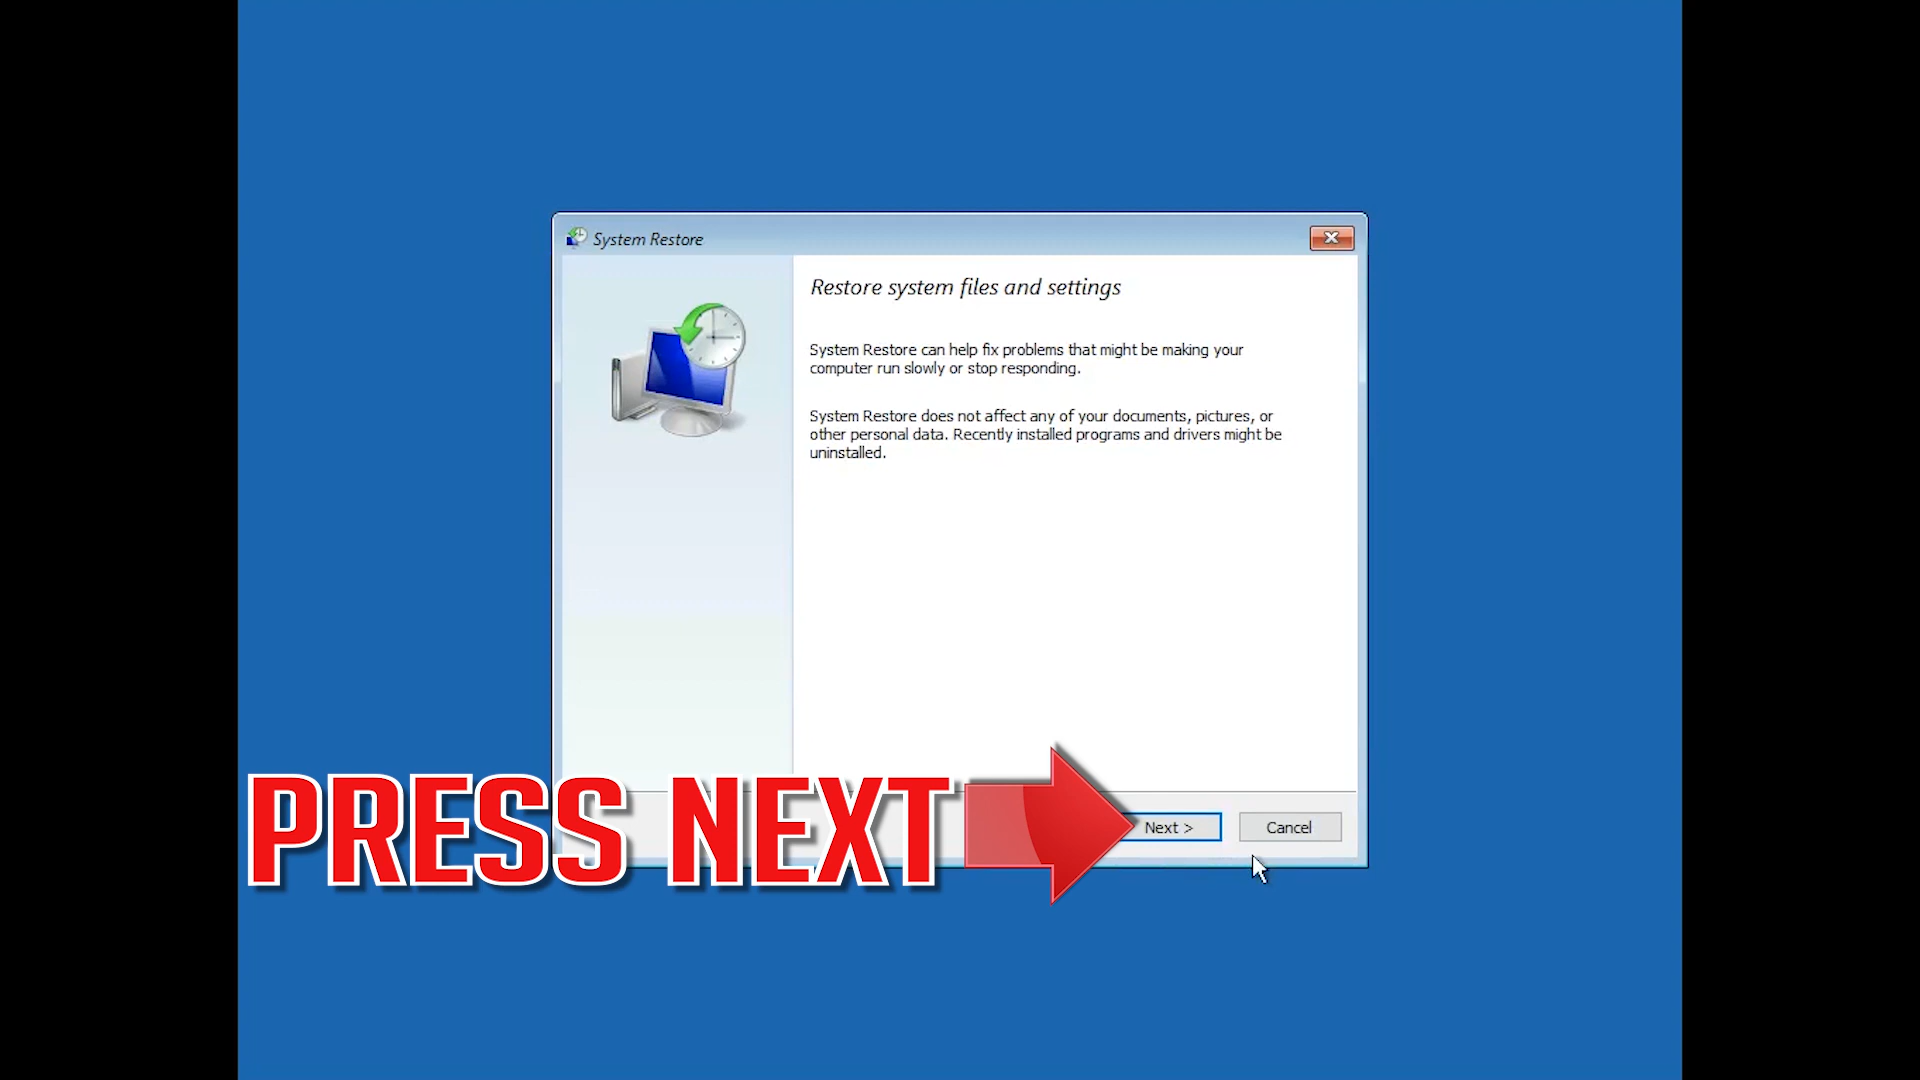 System Restore
Restore system files and settings
System Restore can help fix problems that might be making your
computer run slowly or stop responding.
System Restore does not affect any of your documents, pictures, or
other personal data. Recently installed programs and drivers might be
uninstalled.
PRESS NEXT
Next >
Cancel